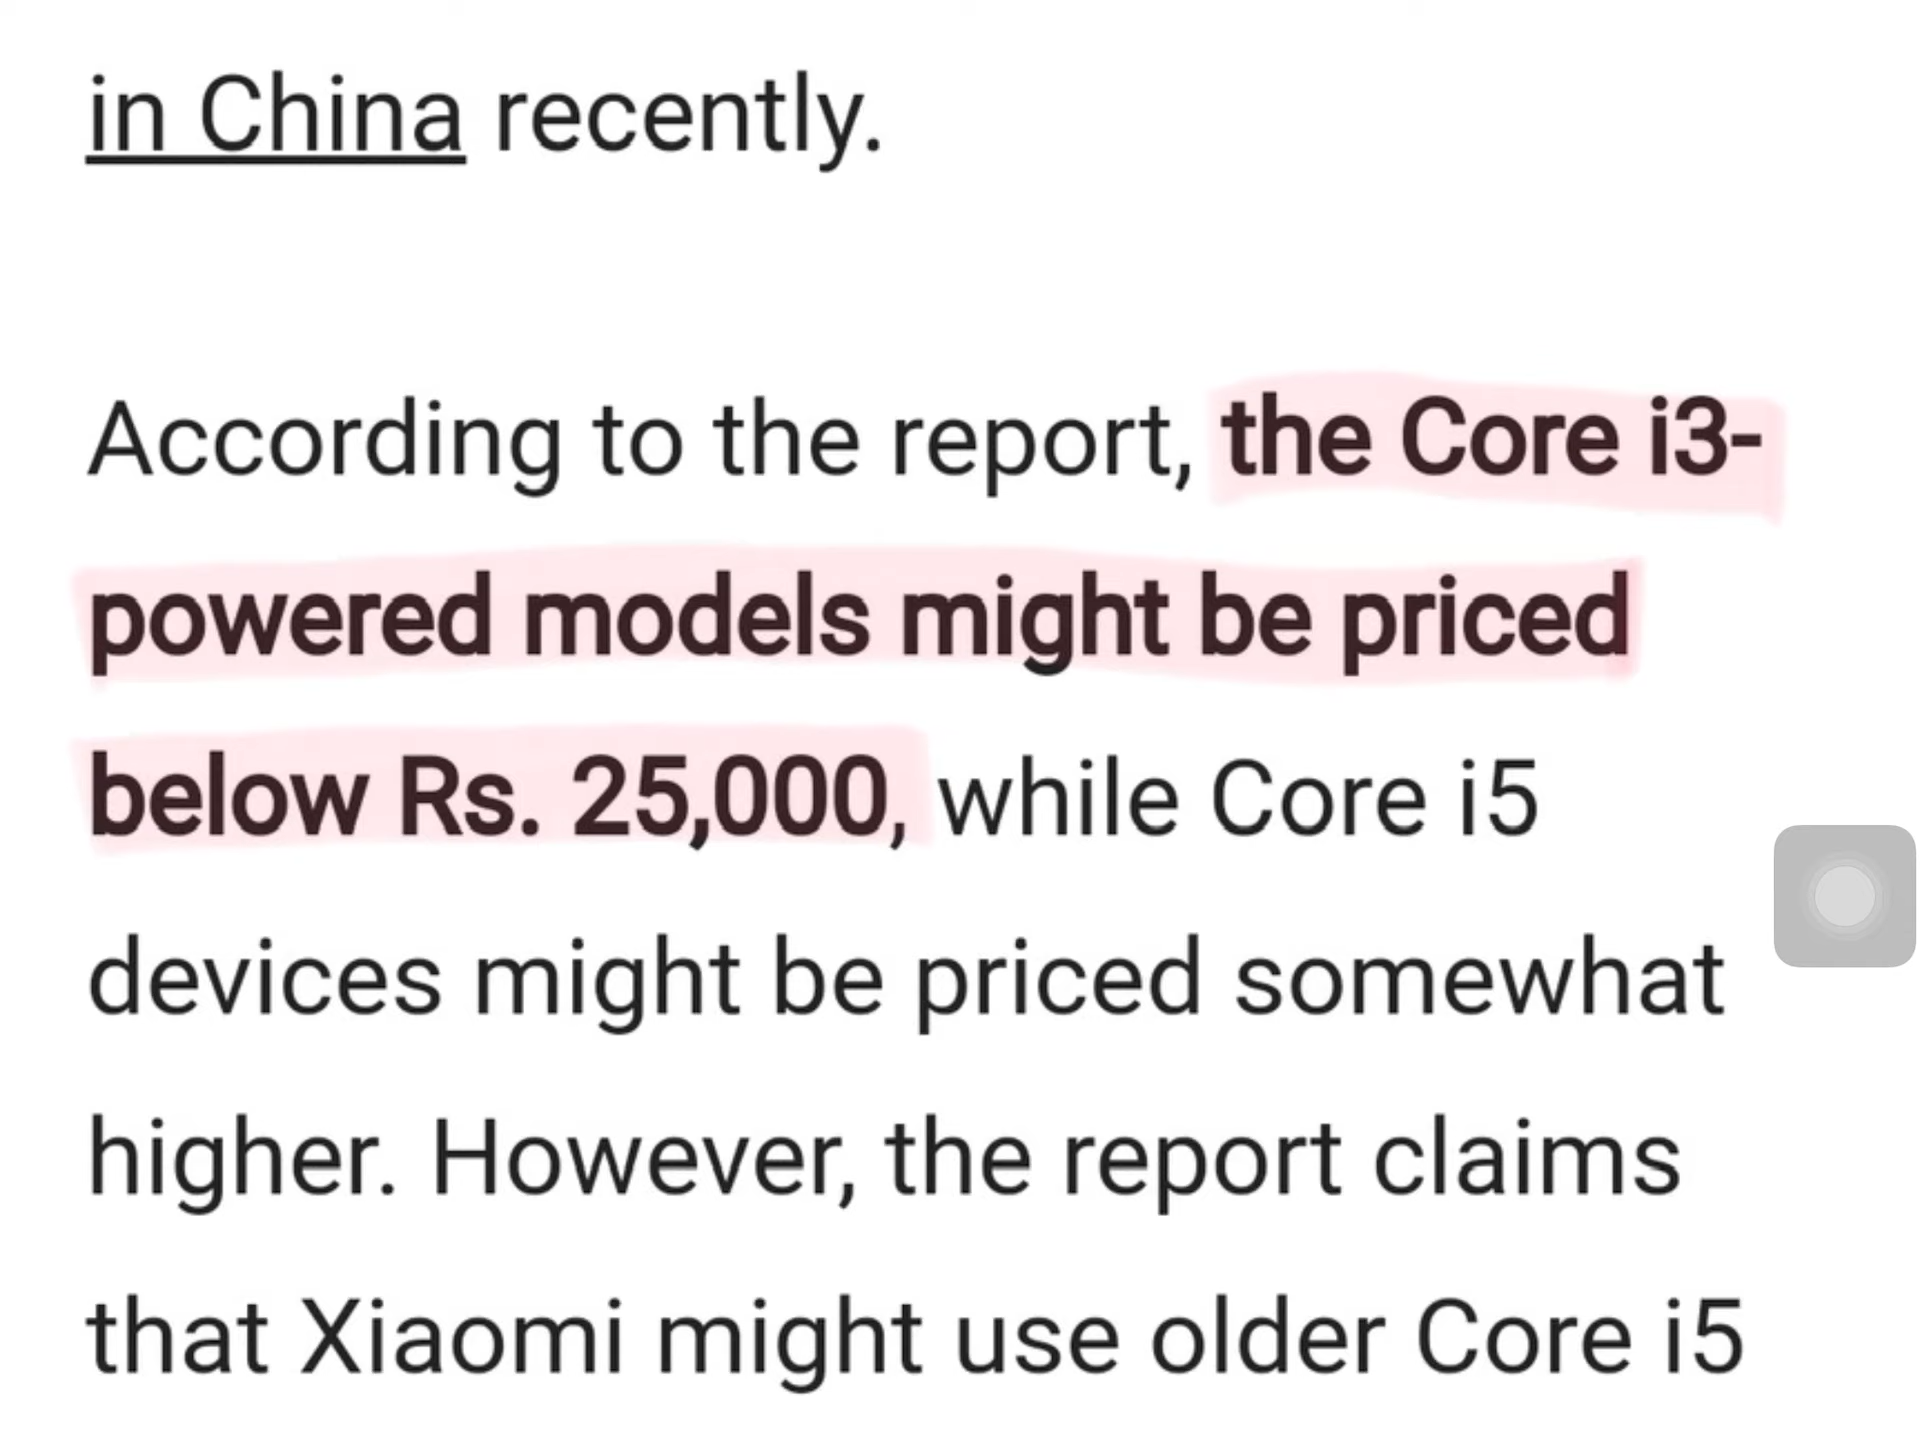 in China recently.
According to the report, the Core i3-
powered models might be priced
below Rs. 25,000, while Core i5
devices might be priced somewhat
higher. However, the report claims
that Xiaomi might use older Core i5